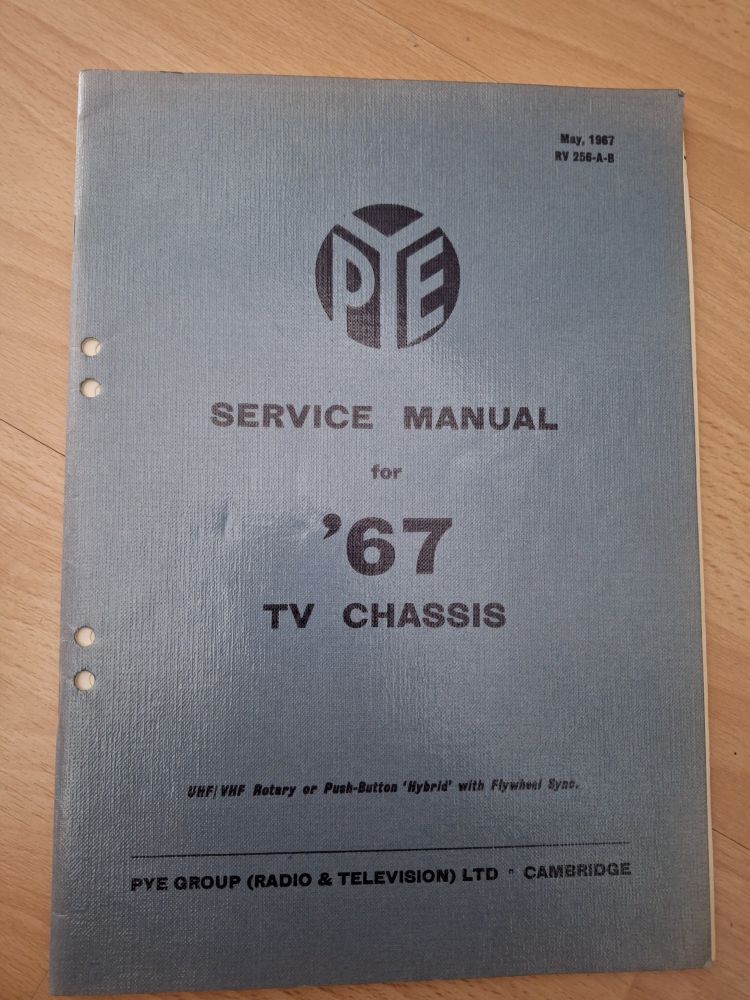 May, 1967
RV 256-A-B
PYE
SERVICE MANUAL
for
'67
TV CHASSIS
UHF/VHF Rotary or Push-Button 'Hybrid' with Flywheel Sync.
PYE GROUP (RADIO & TELEVISION) LTD · CAMBRIDGE